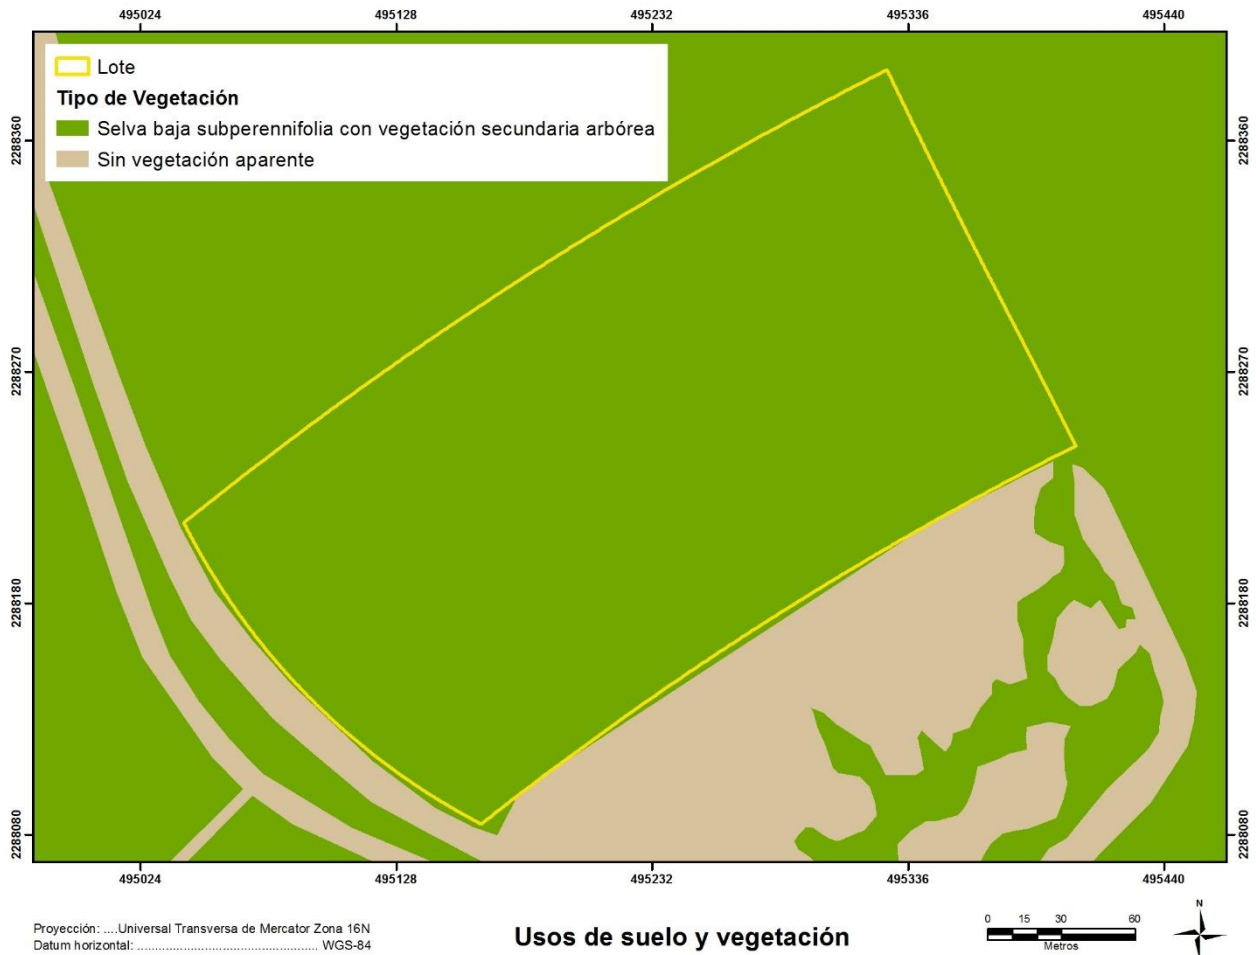 495024 495128 495232 495336 495440
Lote
Tipo de Vegetación
Selva baja subperennifolia con vegetación secundaria arbórea
Sin vegetación aparente
2288360 2288360
2288270 2288270
2288180 2288180
2288080 2288080
495024 495128 495232 495336 495440
Proyección: ....Universal Transversa de Mercator Zona 16N
Datum horizontal: ................................................ WGS-84
Usos de suelo y vegetación
0 15 30 60
Metros
N